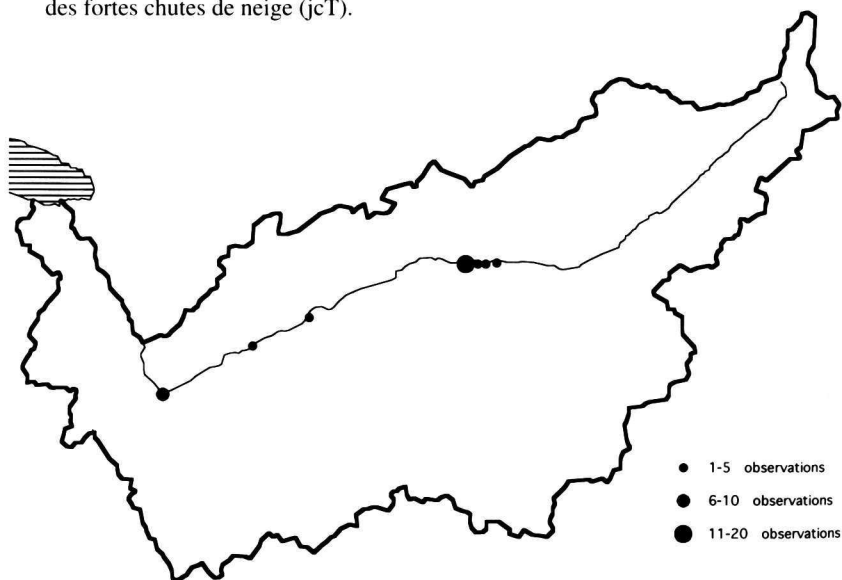 des fortes chutes de neige (jcT).
1-5 observations
6-10 observations
11-20 observations